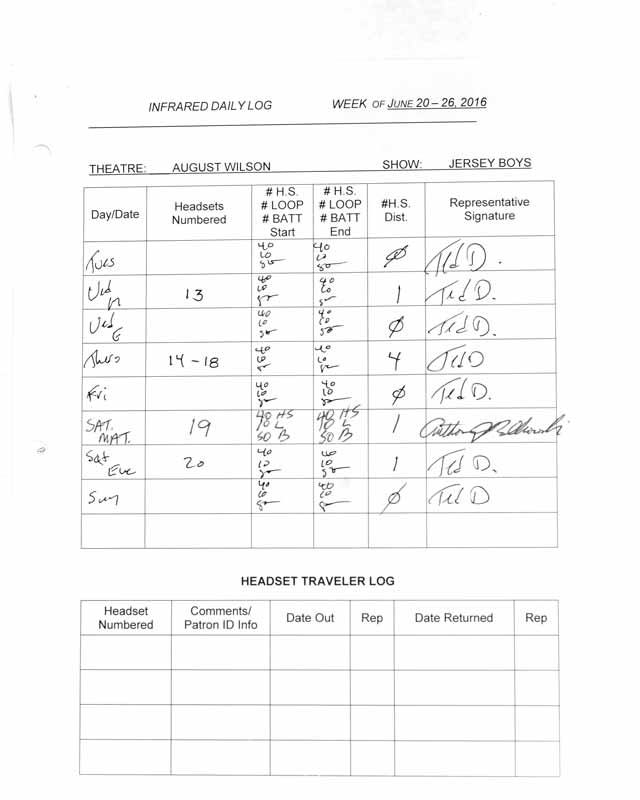 INFRARED DAILY LOG WEEK OF JUNE 20 – 26, 2016
THEATRE: AUGUST WILSON SHOW: JERSEY BOYS
Day/Date
Headsets
Numbered
# H.S.
# LOOP
# BATT
Start
# H.S.
# LOOP
# BATT
End
#H.S.
Dist.
Representative
Signature
Tues
40
10
50
40
10
50
Ø
Ted D.
Wed
M
13
40
10
50
40
10
50
1
Ted D.
Wed
E
40
10
50
40
10
50
Ø
Ted D.
Thurs
14 – 18
40
10
50
40
10
50
4
Ted D
Fri
40
10
50
40
10
50
Ø
Ted D.
SAT.
MAT.
19
40 HS
10 L
50 B
40 HS
10 L
50 B
1
Anthony
Sat
Eve
20
40
10
50
40
10
50
1
Ted D.
Sun
40
10
50
40
10
50
Ø
Ted D
HEADSET TRAVELER LOG
Headset
Numbered
Comments/
Patron ID Info
Date Out
Rep
Date Returned
Rep